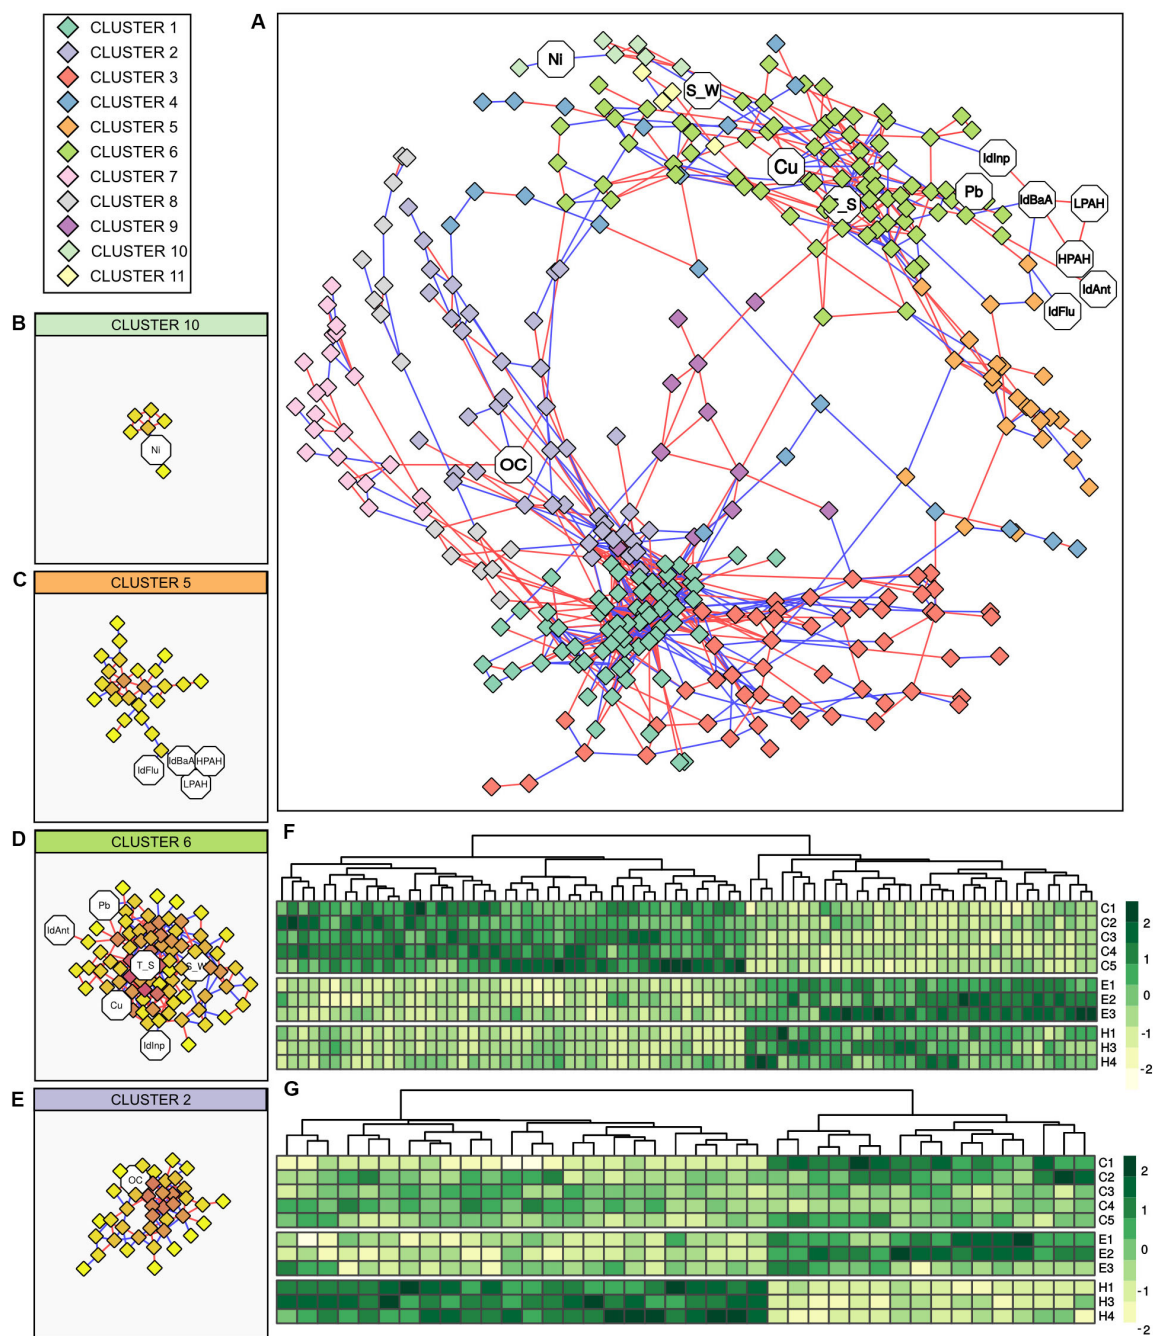 A
CLUSTER 1
CLUSTER 2
CLUSTER 3
CLUSTER 4
CLUSTER 5
CLUSTER 6
CLUSTER 7
CLUSTER 8
CLUSTER 9
CLUSTER 10
CLUSTER 11
Ni
S_W
Cu
T_S
Pb
IdInp
IdBaA
LPAH
HPAH
IdAnt
IdFlu
OC
B
CLUSTER 10
Ni
C
CLUSTER 5
IdFlu
IdBaA
HPAH
LPAH
D
CLUSTER 6
Pb
IdAnt
T_S
S_W
Cu
IdInp
E
CLUSTER 2
OC
F
C1
C2
C3
C4
C5
E1
E2
E3
H1
H3
H4
2
1
0
-1
-2
G
C1
C2
C3
C4
C5
E1
E2
E3
H1
H3
H4
2
1
0
-1
-2